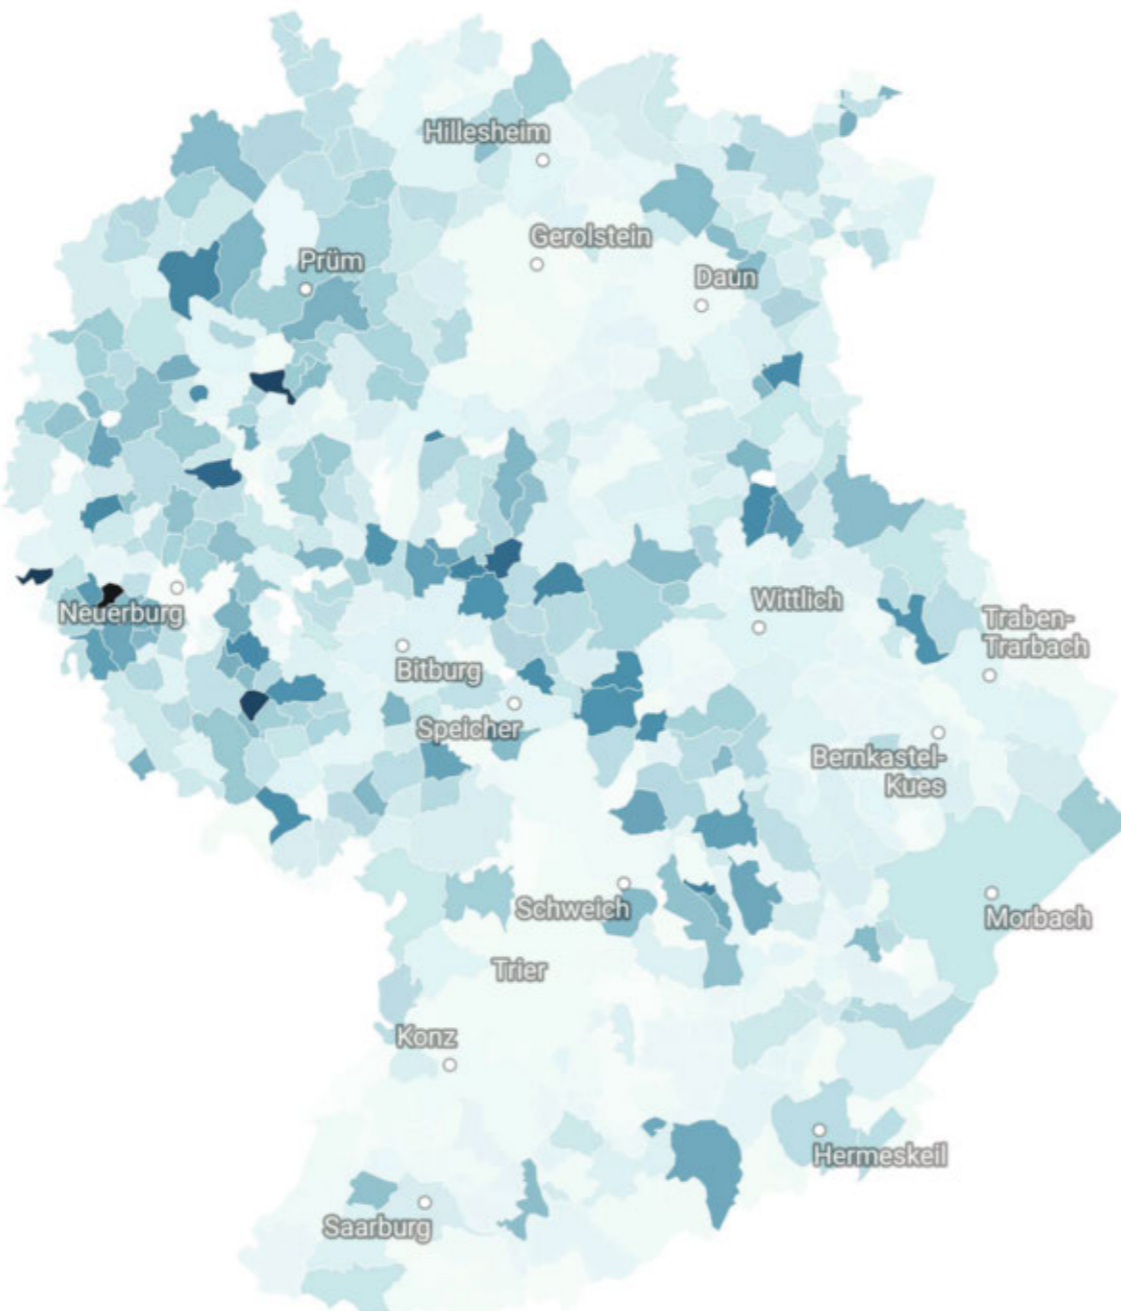 Hillesheim
Gerolstein
Prüm
Daun
Neuerburg
Wittlich
Traben-
Trarbach
Bitburg
Speicher
Bernkastel-
Kues
Schweich
Morbach
Trier
Konz
Hermeskeil
Saarburg